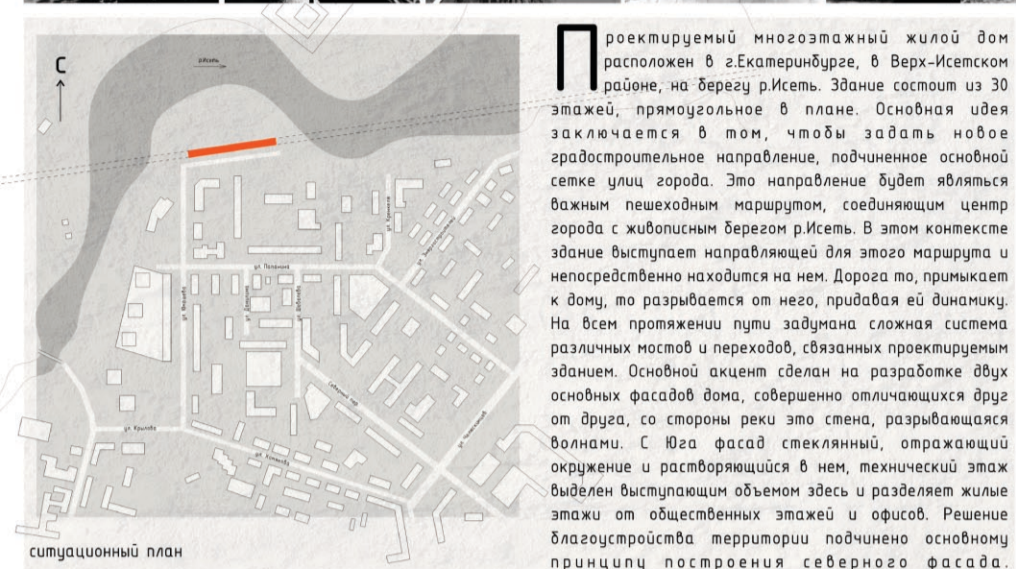 С
р.Исеть
ул. Крылова
ул. Папанина
ул. Хомякова
ситуационный план
Проектируемый многоэтажный жилой дом
расположен в г.Екатеринбурге, в Верх-Исетском
районе, на берегу р.Исеть. Здание состоит из 30
этажей, прямоугольное в плане. Основная идея
заключается в том, чтобы задать новое
градостроительное направление, подчиненное основной
сетке улиц города. Это направление будет являться
важным пешеходным маршрутом, соединяющим центр
города с живописным берегом р.Исеть. В этом контексте
здание выступает направляющей для этого маршрута и
непосредственно находится на нем. Дорога то, примыкает
к дому, то разрывается от него, придавая ей динамику.
На всем протяжении пути задумана сложная система
различных мостов и переходов, связанных проектируемым
зданием. Основной акцент сделан на разработке двух
основных фасадов дома, совершенно отличающихся друг
от друга, со стороны реки это стена, разрывающаяся
волнами. С Юга фасад стеклянный, отражающий
окружение и растворяющийся в нем, технический этаж
выделен выступающим объемом здесь и разделяет жилые
этажи от общественных этажей и офисов. Решение
благоустройства территории подчинено основному
принципу построения северного фасада.